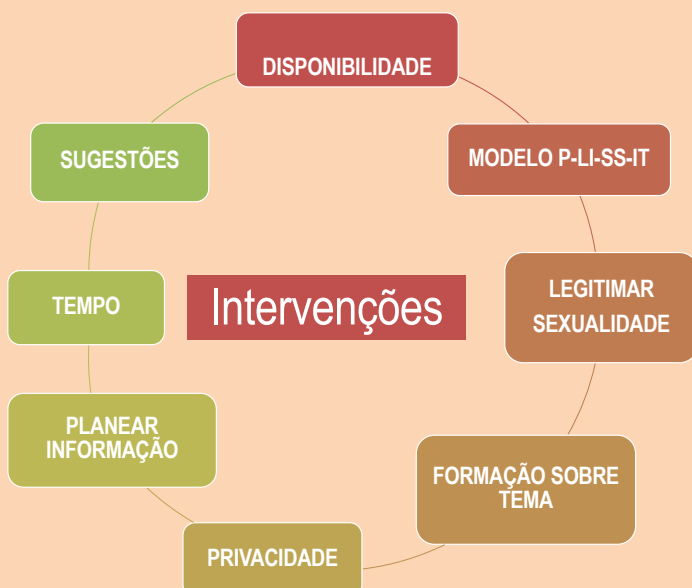 DISPONIBILIDADE
MODELO P-LI-SS-IT
LEGITIMAR
SEXUALIDADE
FORMAÇÃO SOBRE
TEMA
PRIVACIDADE
PLANEAR
INFORMAÇÃO
TEMPO
SUGESTÕES
Intervenções